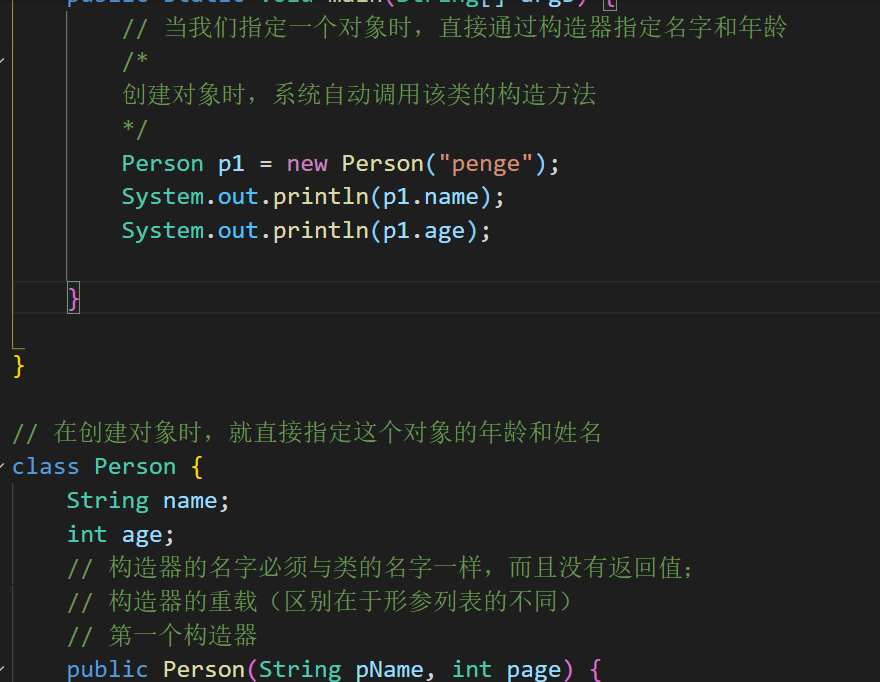 public static void main(String[] args) {
// 当我们指定一个对象时，直接通过构造器指定名字和年龄
/*
创建对象时，系统自动调用该类的构造方法
*/
Person p1 = new Person("penge");
System.out.println(p1.name);
System.out.println(p1.age);
}
}
// 在创建对象时，就直接指定这个对象的年龄和姓名
class Person {
String name;
int age;
// 构造器的名字必须与类的名字一样，而且没有返回值；
// 构造器的重载（区别在于形参列表的不同）
// 第一个构造器
public Person(String pName, int page) {